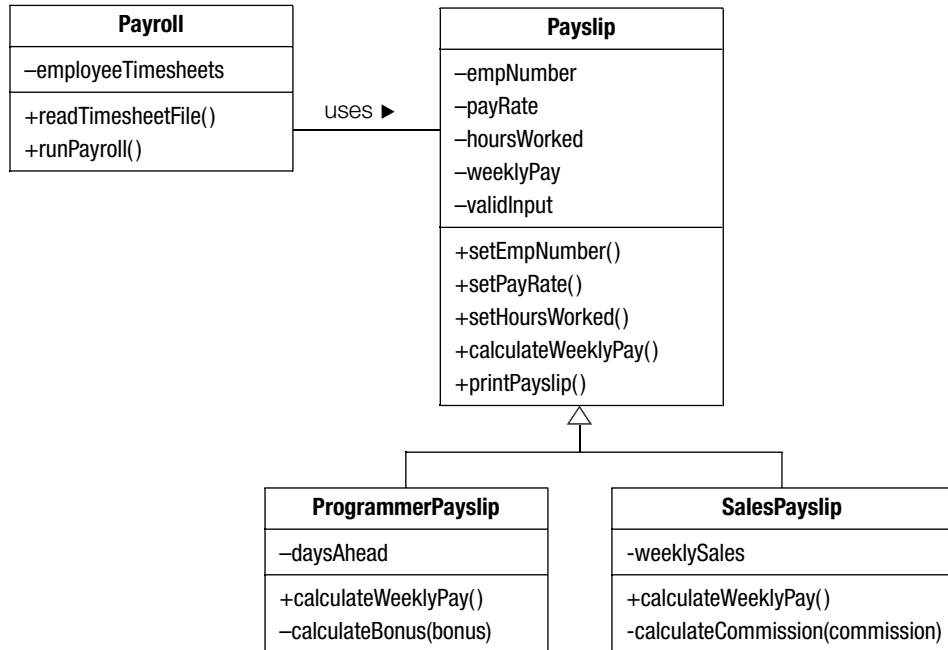 Payroll
–employeeTimesheets
+readTimesheetFile()
+runPayroll()
uses ►
Payslip
–empNumber
–payRate
–hoursWorked
–weeklyPay
–validInput
+setEmpNumber()
+setPayRate()
+setHoursWorked()
+calculateWeeklyPay()
+printPayslip()
ProgrammerPayslip
–daysAhead
+calculateWeeklyPay()
–calculateBonus(bonus)
SalesPayslip
-weeklySales
+calculateWeeklyPay()
-calculateCommission(commission)